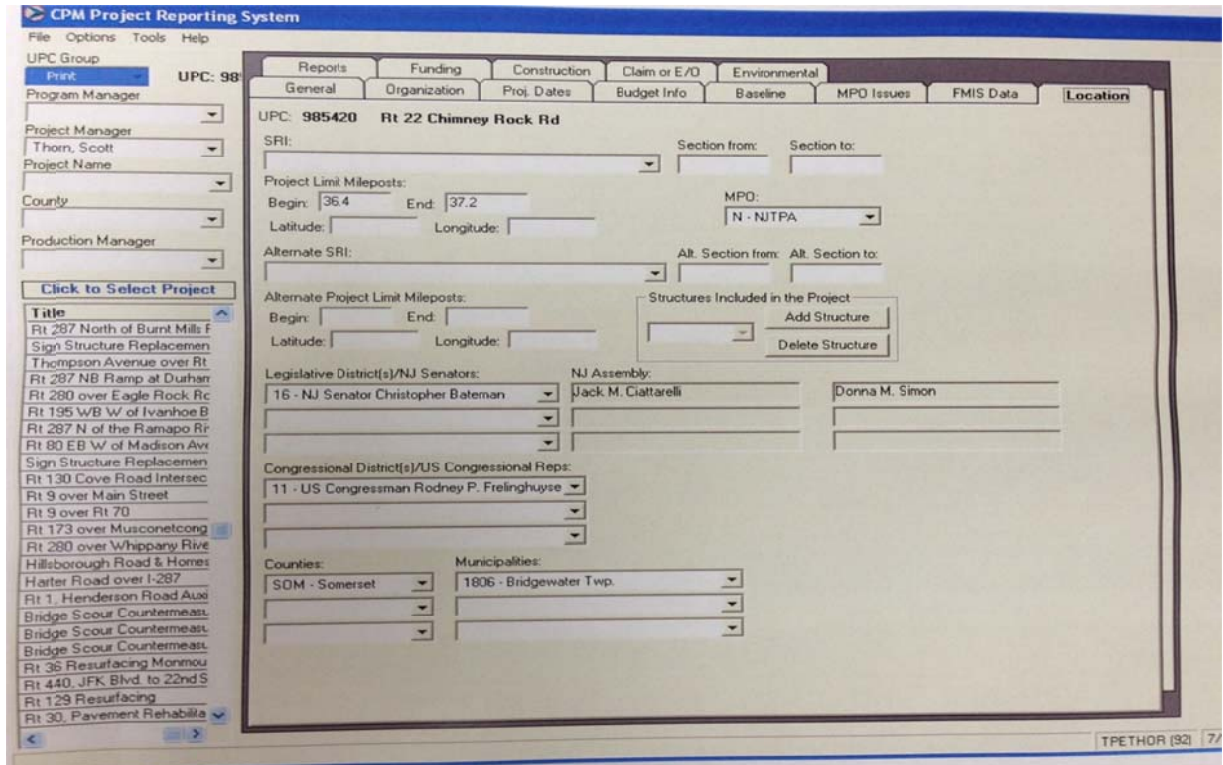 CPM Project Reporting System
File Options Tools Help
UPC Group
Print UPC: 98
Program Manager
Project Manager
Thorn, Scott
Project Name
County
Production Manager
Click to Select Project
Title
Rt 287 North of Burnt Mills
Sign Structure Replacemen
Thompson Avenue over Rt
Rt 287 NB Ramp at Durham
Rt 280 over Eagle Rock Rc
Rt 195 WB W of Ivanhoe B
Rt 287 N of the Ramapo Ri
Rt 80 EB W of Madison Ave
Sign Structure Replacemen
Rt 130 Cove Road Intersec
Rt 9 over Main Street
Rt 9 over Rt 70
Rt 173 over Musconetcong
Rt 280 over Whippany Rive
Hillsborough Road & Homes
Harter Road over I-287
Rt 1, Henderson Road Auxi
Bridge Scour Countermeasu
Bridge Scour Countermeasu
Bridge Scour Countermeasu
Rt 36 Resurfacing Monmou
Rt 440, JFK Blvd. to 22nd S
Rt 129 Resurfacing
Rt 30, Pavement Rehabilita
Reports Funding Construction Claim or E/O Environmental
General Organization Proj. Dates Budget Info Baseline MPO Issues FMIS Data Location
UPC: 985420 Rt 22 Chimney Rock Rd
SRI: Section from: Section to:
Project Limit Mileposts:
Begin: 36.4 End: 37.2 MPO:
N - NJTPA
Latitude: Longitude:
Alternate SRI: Alt. Section from: Alt. Section to:
Alternate Project Limit Mileposts: Structures Included in the Project
Begin: End: Add Structure
Latitude: Longitude: Delete Structure
Legislative District(s)/NJ Senators: NJ Assembly:
16 - NJ Senator Christopher Bateman Jack M. Ciattarelli Donna M. Simon
Congressional District(s)/US Congressional Reps:
11 - US Congressman Rodney P. Frelinghuyse
Counties: Municipalities:
SOM - Somerset 1806 - Bridgewater Twp.
TPETHOR (92) 7/